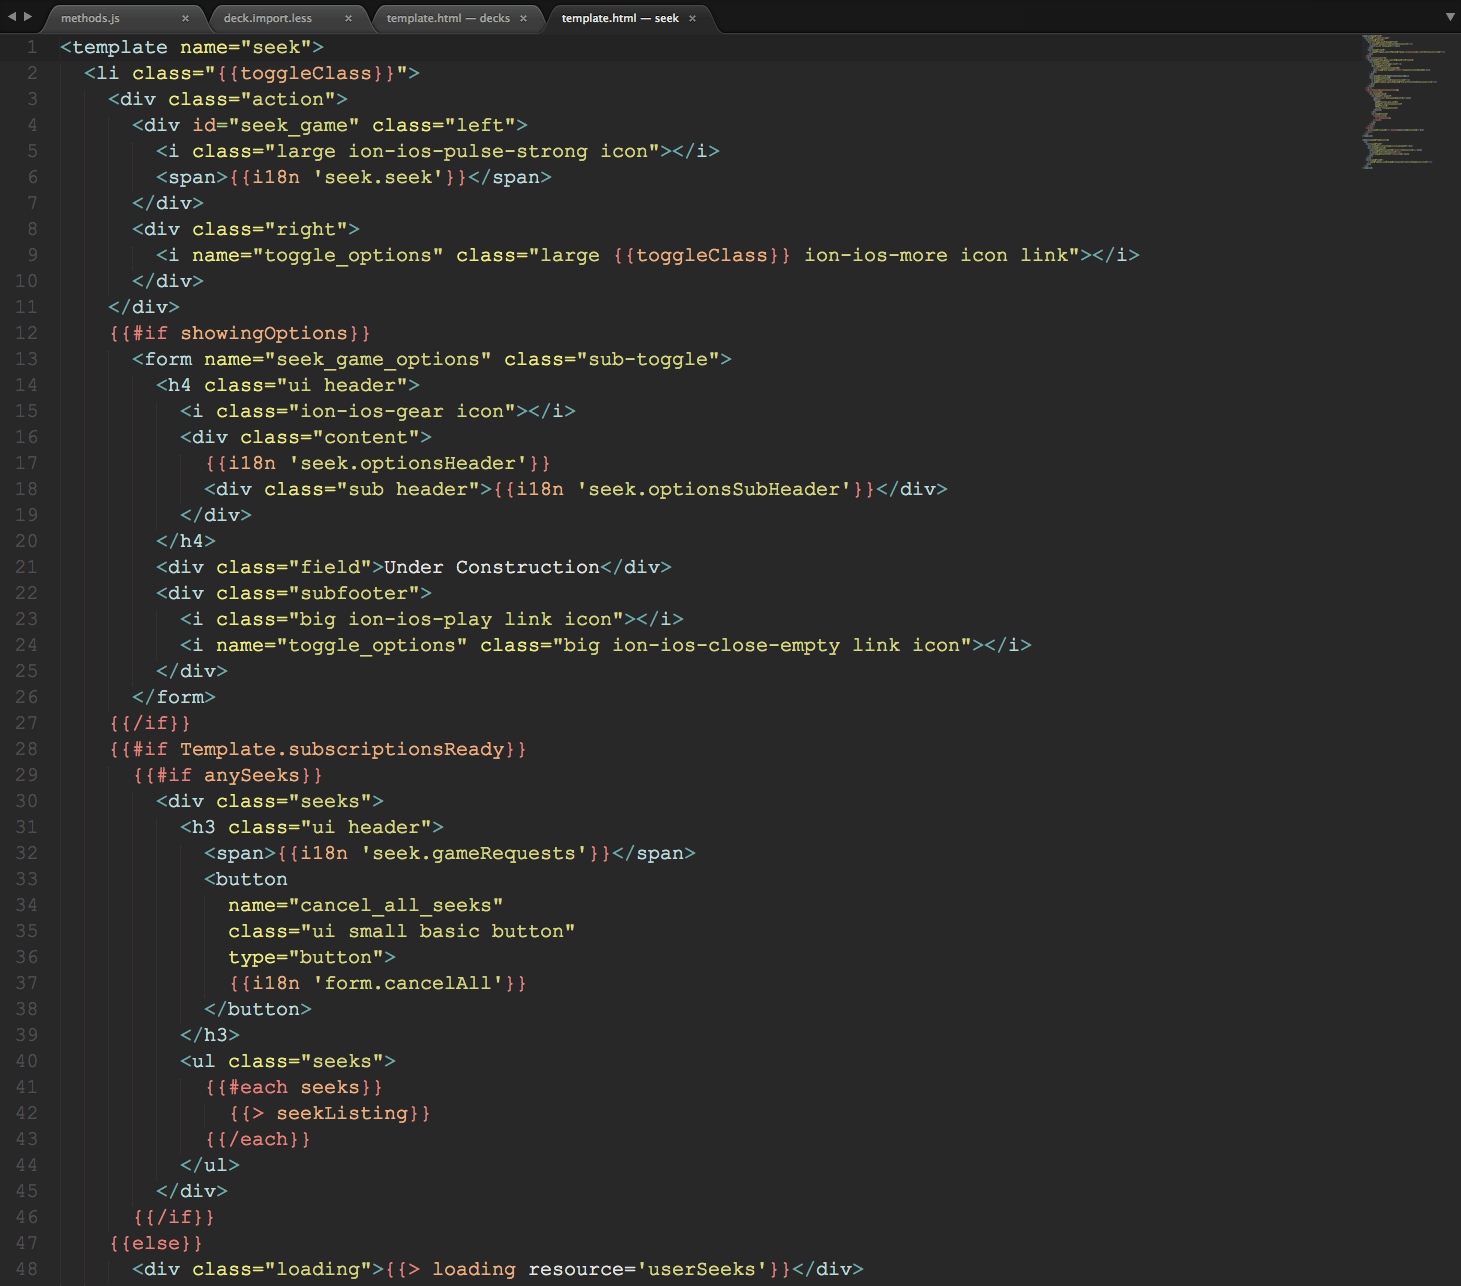 methods.js × deck.import.less × template.html — decks × template.html — seek ×
1 <template name="seek">
2   <li class="{{toggleClass}}">
3     <div class="action">
4       <div id="seek_game" class="left">
5         <i class="large ion-ios-pulse-strong icon"></i>
6         <span>{{i18n 'seek.seek'}}</span>
7       </div>
8       <div class="right">
9         <i name="toggle_options" class="large {{toggleClass}} ion-ios-more icon link"></i>
10       </div>
11     </div>
12     {{#if showingOptions}}
13       <form name="seek_game_options" class="sub-toggle">
14         <h4 class="ui header">
15           <i class="ion-ios-gear icon"></i>
16           <div class="content">
17             {{i18n 'seek.optionsHeader'}}
18             <div class="sub header">{{i18n 'seek.optionsSubHeader'}}</div>
19           </div>
20         </h4>
21         <div class="field">Under Construction</div>
22         <div class="subfooter">
23           <i class="big ion-ios-play link icon"></i>
24           <i name="toggle_options" class="big ion-ios-close-empty link icon"></i>
25         </div>
26       </form>
27     {{/if}}
28     {{#if Template.subscriptionsReady}}
29       {{#if anySeeks}}
30         <div class="seeks">
31           <h3 class="ui header">
32             <span>{{i18n 'seek.gameRequests'}}</span>
33             <button
34               name="cancel_all_seeks"
35               class="ui small basic button"
36               type="button">
37               {{i18n 'form.cancelAll'}}
38             </button>
39           </h3>
40           <ul class="seeks">
41             {{#each seeks}}
42               {{> seekListing}}
43             {{/each}}
44           </ul>
45         </div>
46       {{/if}}
47     {{else}}
48       <div class="loading">{{> loading resource='userSeeks'}}</div>